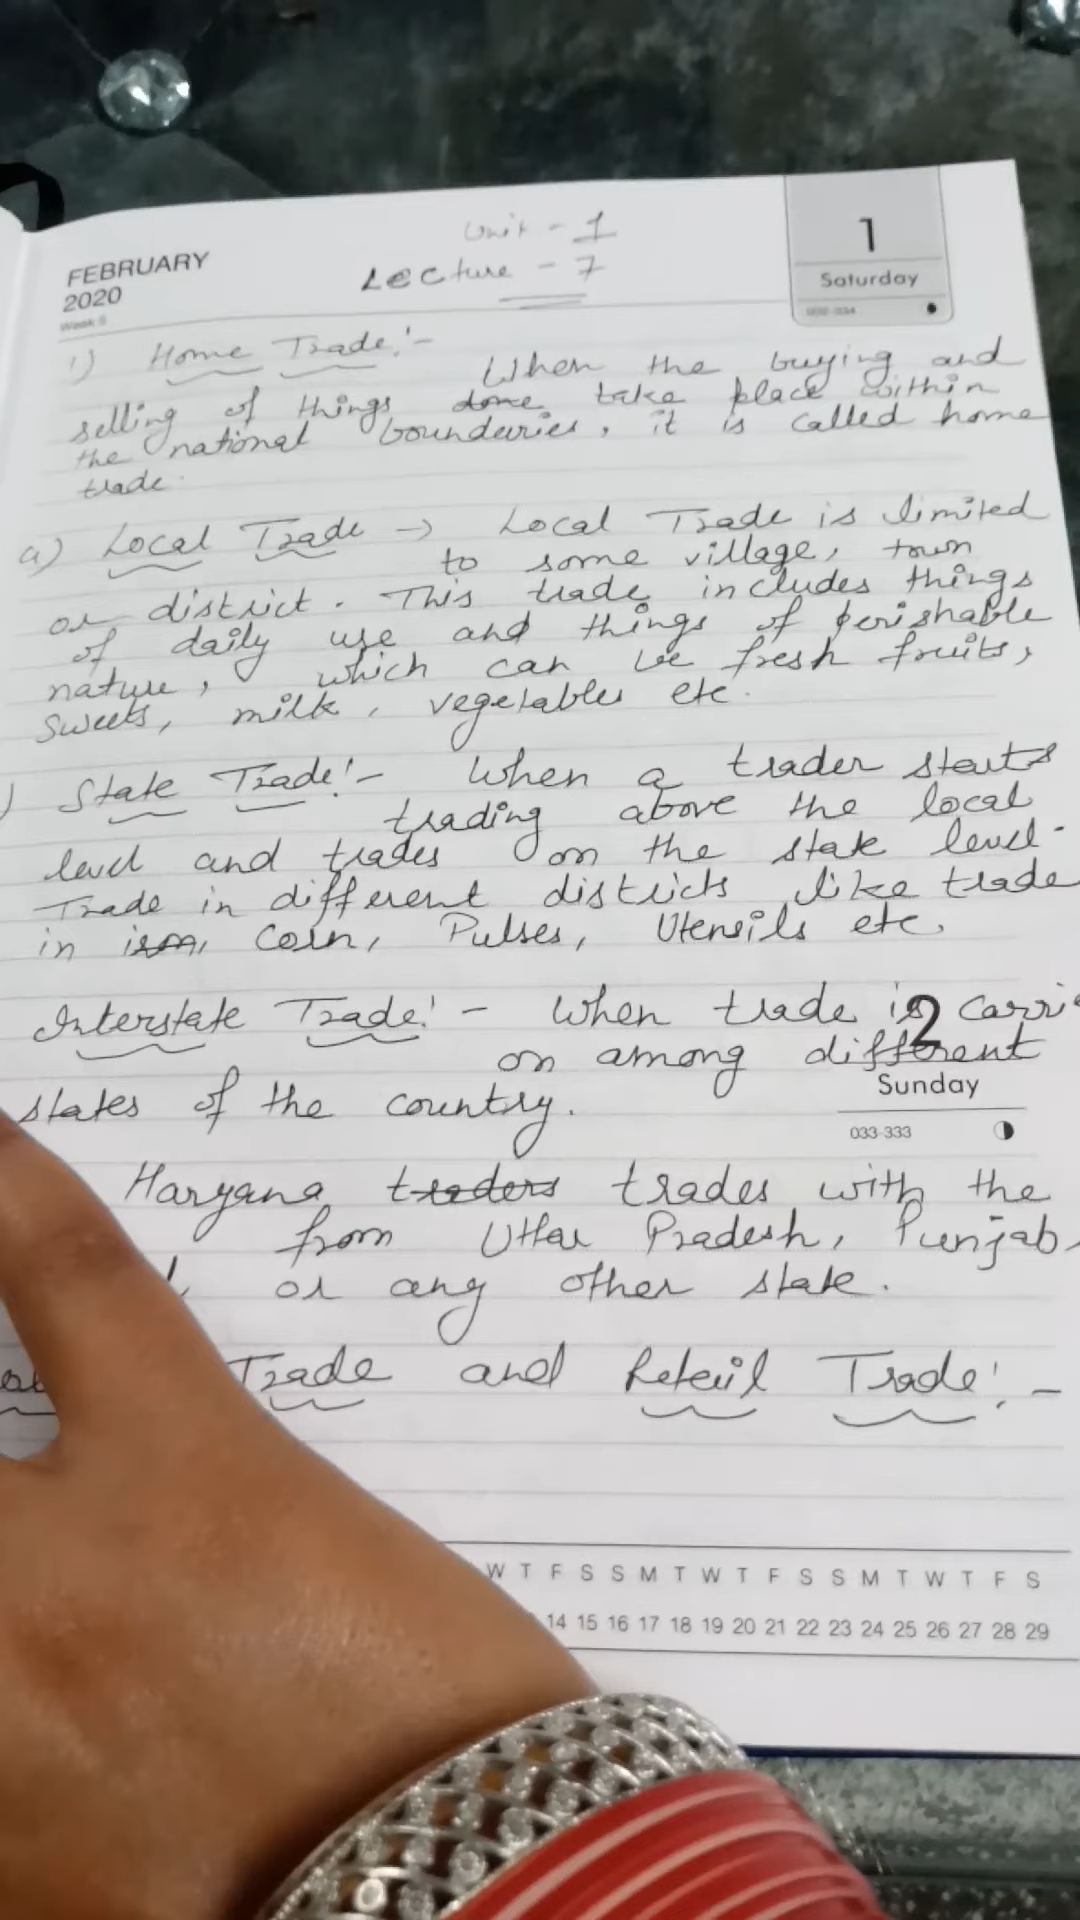 Unit - 1
FEBRUARY
2020
Lecture - 7
1
Saturday
1) Home Trade :- When the buying and
selling of things done take place within
the national boundaries, it is called home
trade.
a) Local Trade → Local Trade is limited
to some village, town
or district. This trade includes things
of daily use and things of perishable
nature, which can be fresh fruits,
sweets, milk, vegetables etc.
) State Trade :- When a trader starts
trading above the local
level and trades on the state level.
Trade in different districts like trade
in Corn, Pulses, Utensils etc.
Interstate Trade :- When trade is carri
on among different
states of the country.
2
Sunday
033-333
Haryana traders trades with the
from Uttar Pradesh, Punjab,
or any other state.
Trade and Retail Trade :-
W T F S S M T W T F S S M T W T F S
14 15 16 17 18 19 20 21 22 23 24 25 26 27 28 29